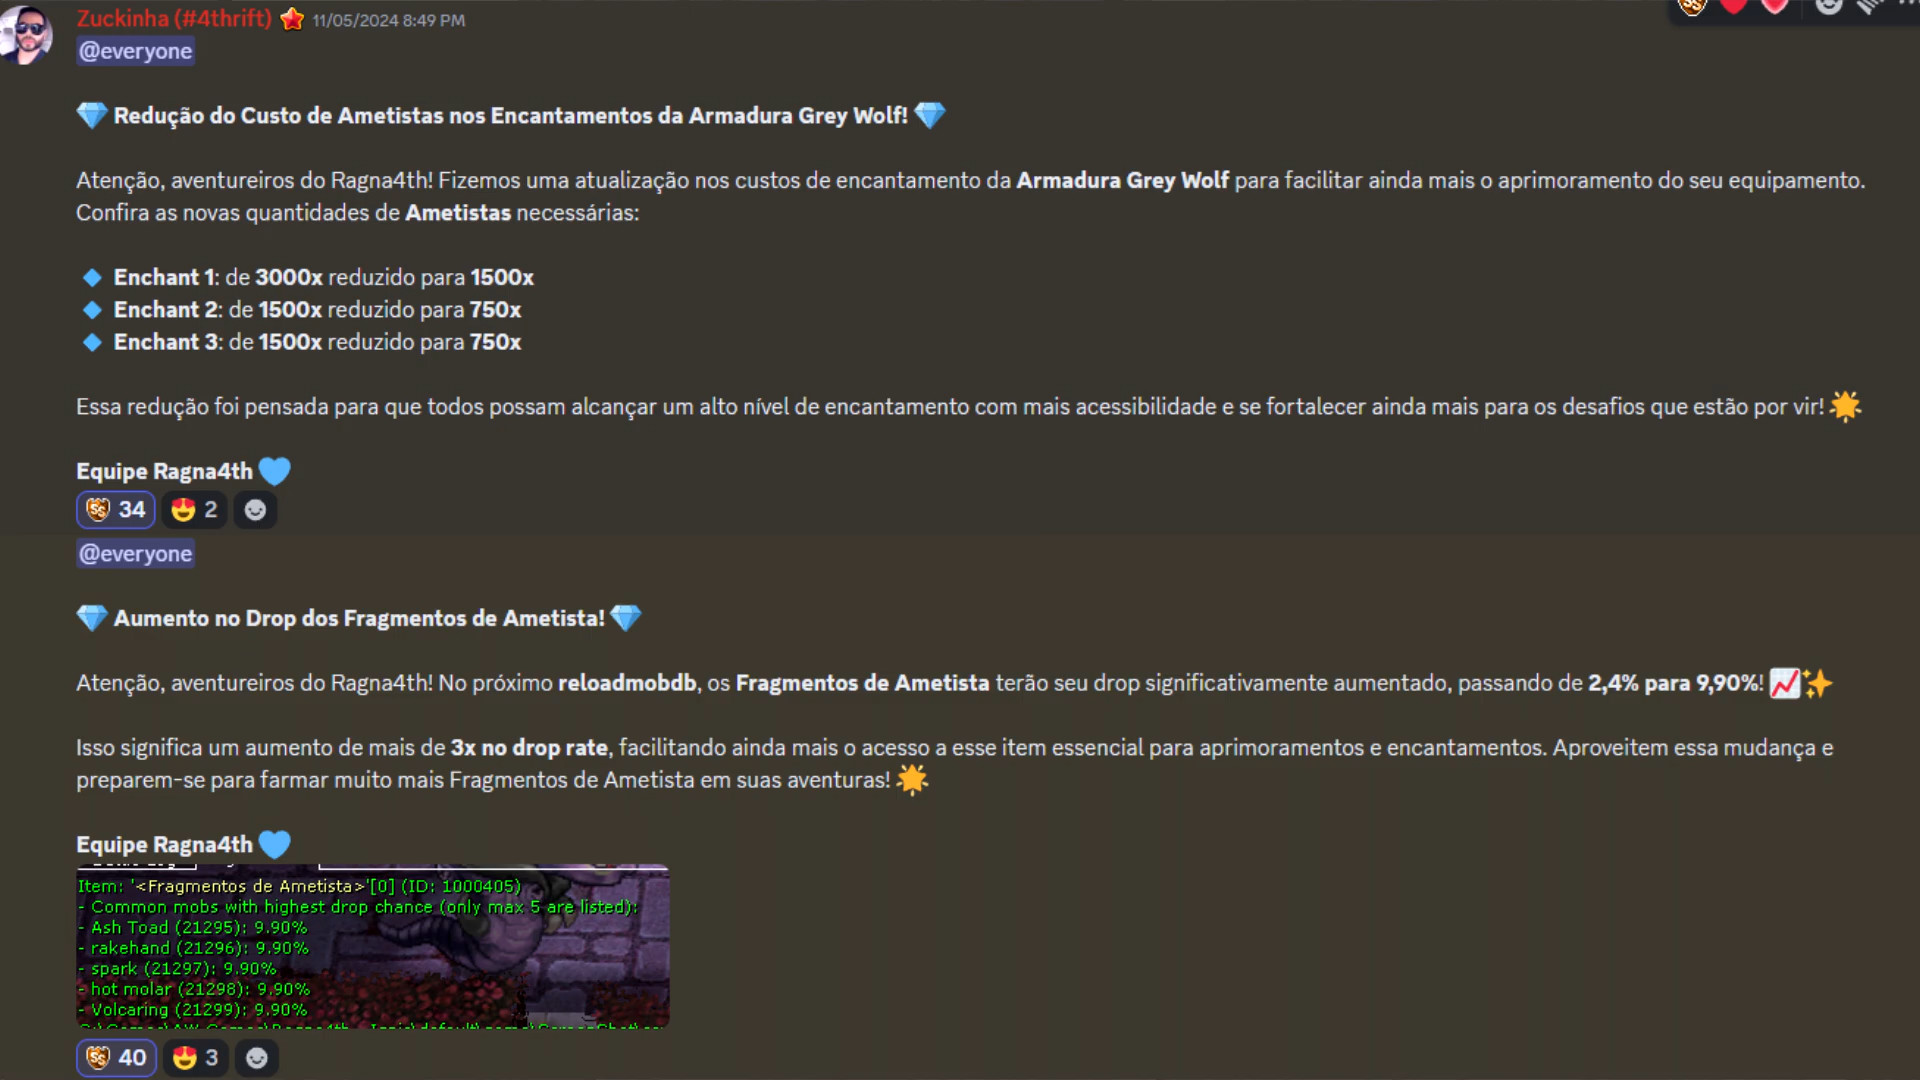 Zuckinha (#4thrift) 11/05/2024 8:49 PM
@everyone
Redução do Custo de Ametistas nos Encantamentos da Armadura Grey Wolf!
Atenção, aventureiros do Ragna4th! Fizemos uma atualização nos custos de encantamento da Armadura Grey Wolf para facilitar ainda mais o aprimoramento do seu equipamento.
Confira as novas quantidades de Ametistas necessárias:
Enchant 1: de 3000x reduzido para 1500x
Enchant 2: de 1500x reduzido para 750x
Enchant 3: de 1500x reduzido para 750x
Essa redução foi pensada para que todos possam alcançar um alto nível de encantamento com mais acessibilidade e se fortalecer ainda mais para os desafios que estão por vir!
Equipe Ragna4th
34 2
@everyone
Aumento no Drop dos Fragmentos de Ametista!
Atenção, aventureiros do Ragna4th! No próximo reloadmobdb, os Fragmentos de Ametista terão seu drop significativamente aumentado, passando de 2,4% para 9,90%!
Isso significa um aumento de mais de 3x no drop rate, facilitando ainda mais o acesso a esse item essencial para aprimoramentos e encantamentos. Aproveitem essa mudança e
preparem-se para farmar muito mais Fragmentos de Ametista em suas aventuras!
Equipe Ragna4th
Item: '<Fragmentos de Ametista>'[0] (ID: 1000405)
- Common mobs with highest drop chance (only max 5 are listed):
- Ash Toad (21295): 9.90%
- rakehand (21296): 9.90%
- spark (21297): 9.90%
- hot molar (21298): 9.90%
- Volcaring (21299): 9.90%
40 3